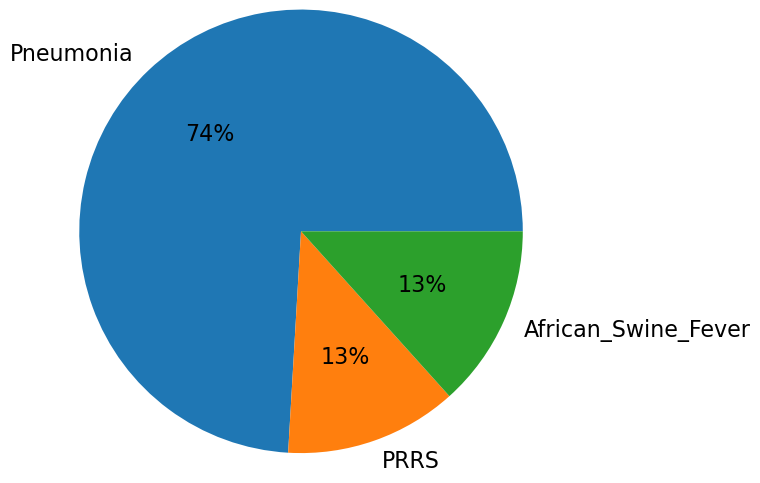 Pneumonia
74%
13%
African_Swine_Fever
13%
PRRS